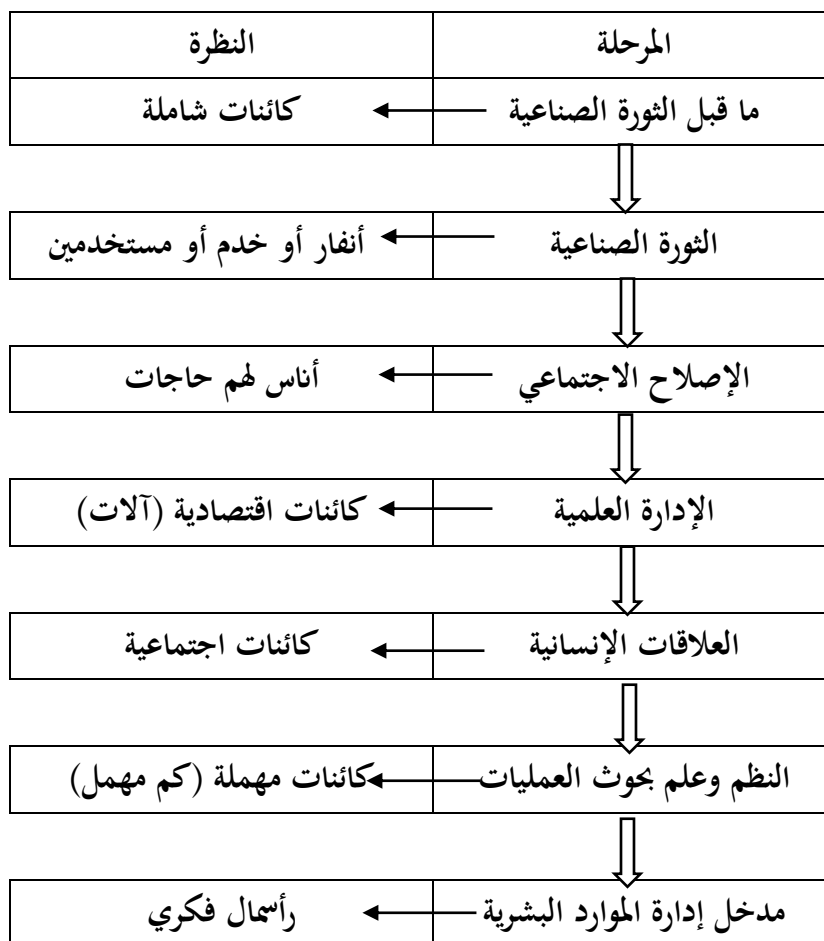 المرحلة النظرة
ما قبل الثورة الصناعية كائنات شاملة
الثورة الصناعية أنفار أو خدم أو مستخدمين
الإصلاح الاجتماعي أناس لهم حاجات
الإدارة العلمية كائنات اقتصادية (آلات)
العلاقات الإنسانية كائنات اجتماعية
النظم وعلم بحوث العمليات كائنات مهملة (كم مهمل)
مدخل إدارة الموارد البشرية رأسمال فكري